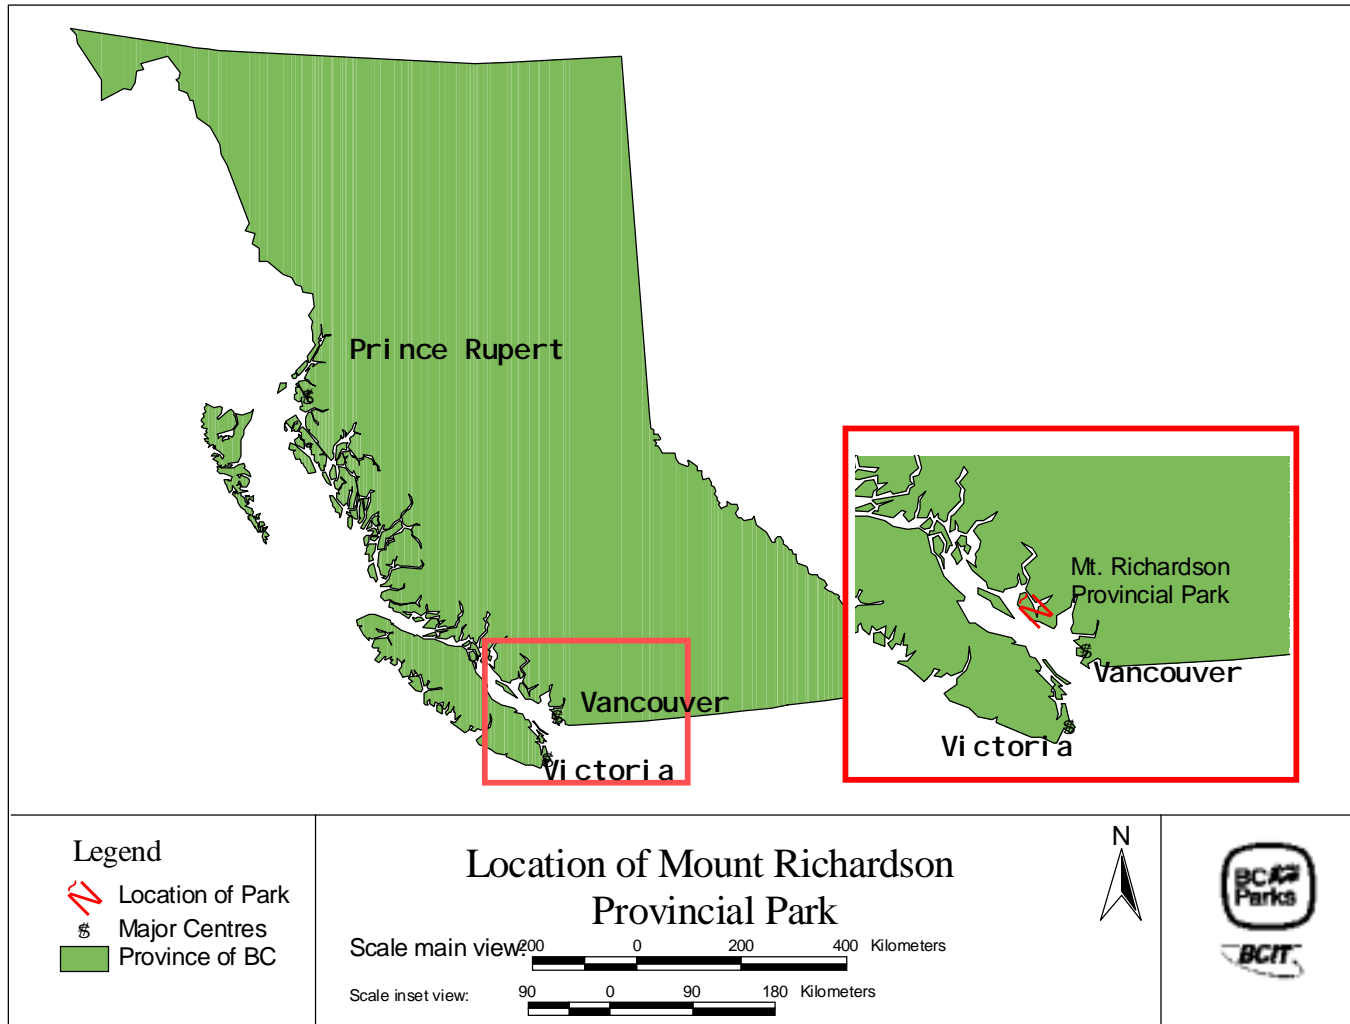 Prince Rupert
Vancouver
Victoria
Mt. Richardson
Provincial Park
Vancouver
Victoria
Legend
Location of Park
Major Centres
Province of BC
Location of Mount Richardson
Provincial Park
Scale main view: 200 0 200 400 Kilometers
Scale inset view: 90 0 90 180 Kilometers
N
BC
Parks
BCIT